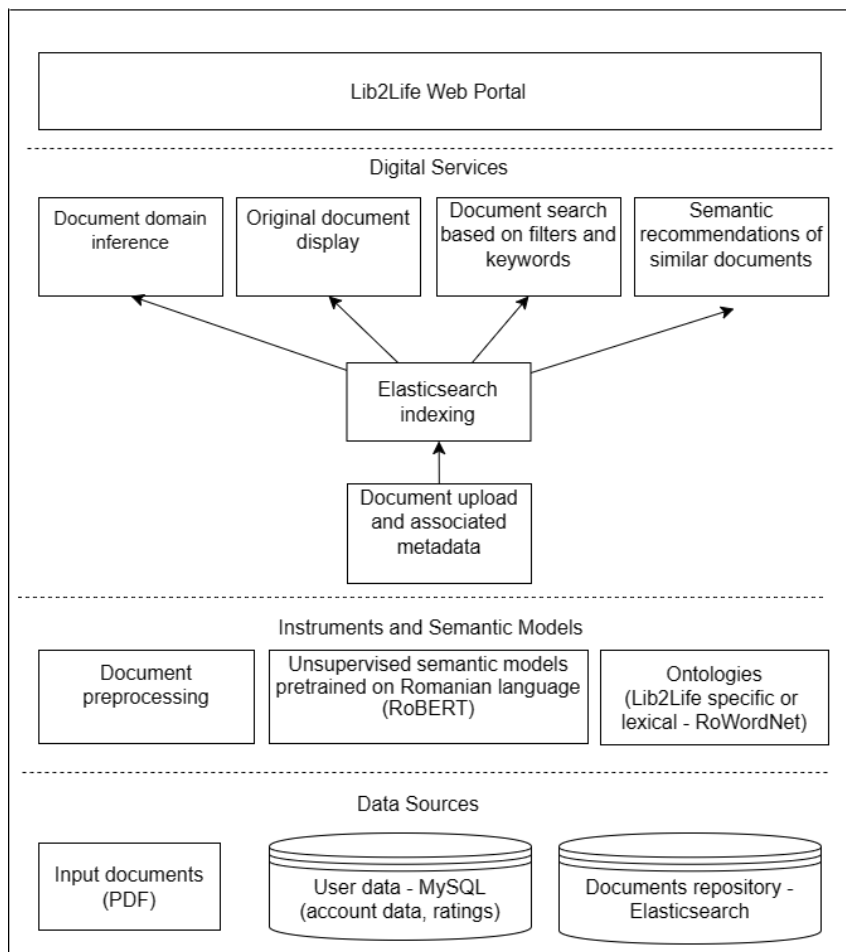 Lib2Life Web Portal
Digital Services
Document domain
inference
Original document
display
Document search
based on filters and
keywords
Semantic
recommendations of
similar documents
Elasticsearch
indexing
Document upload
and associated
metadata
Instruments and Semantic Models
Document
preprocessing
Unsupervised semantic models
pretrained on Romanian language
(RoBERT)
Ontologies
(Lib2Life specific or
lexical - RoWordNet)
Data Sources
Input documents
(PDF)
User data - MySQL
(account data, ratings)
Documents repository -
Elasticsearch